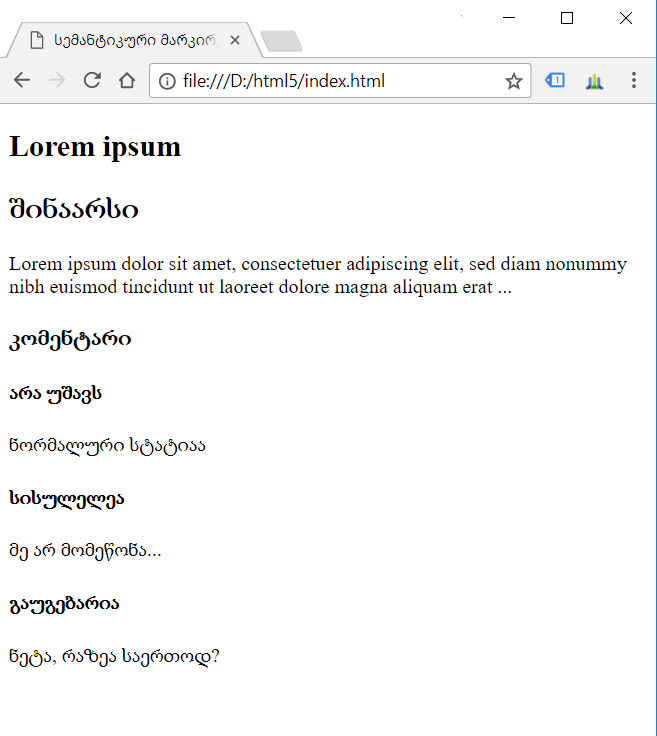 სემანტიკური მარკირ
file:///D:/html5/index.html
1
Lorem ipsum
შინაარსი
Lorem ipsum dolor sit amet, consectetuer adipiscing elit, sed diam nonummy
nibh euismod tincidunt ut laoreet dolore magna aliquam erat ...
კომენტარი
არა უშავს
ნორმალური სტატიაა
სისულელეა
მე არ მომეწონა...
გაუგებარია
ნეტა, რაზეა საერთოდ?